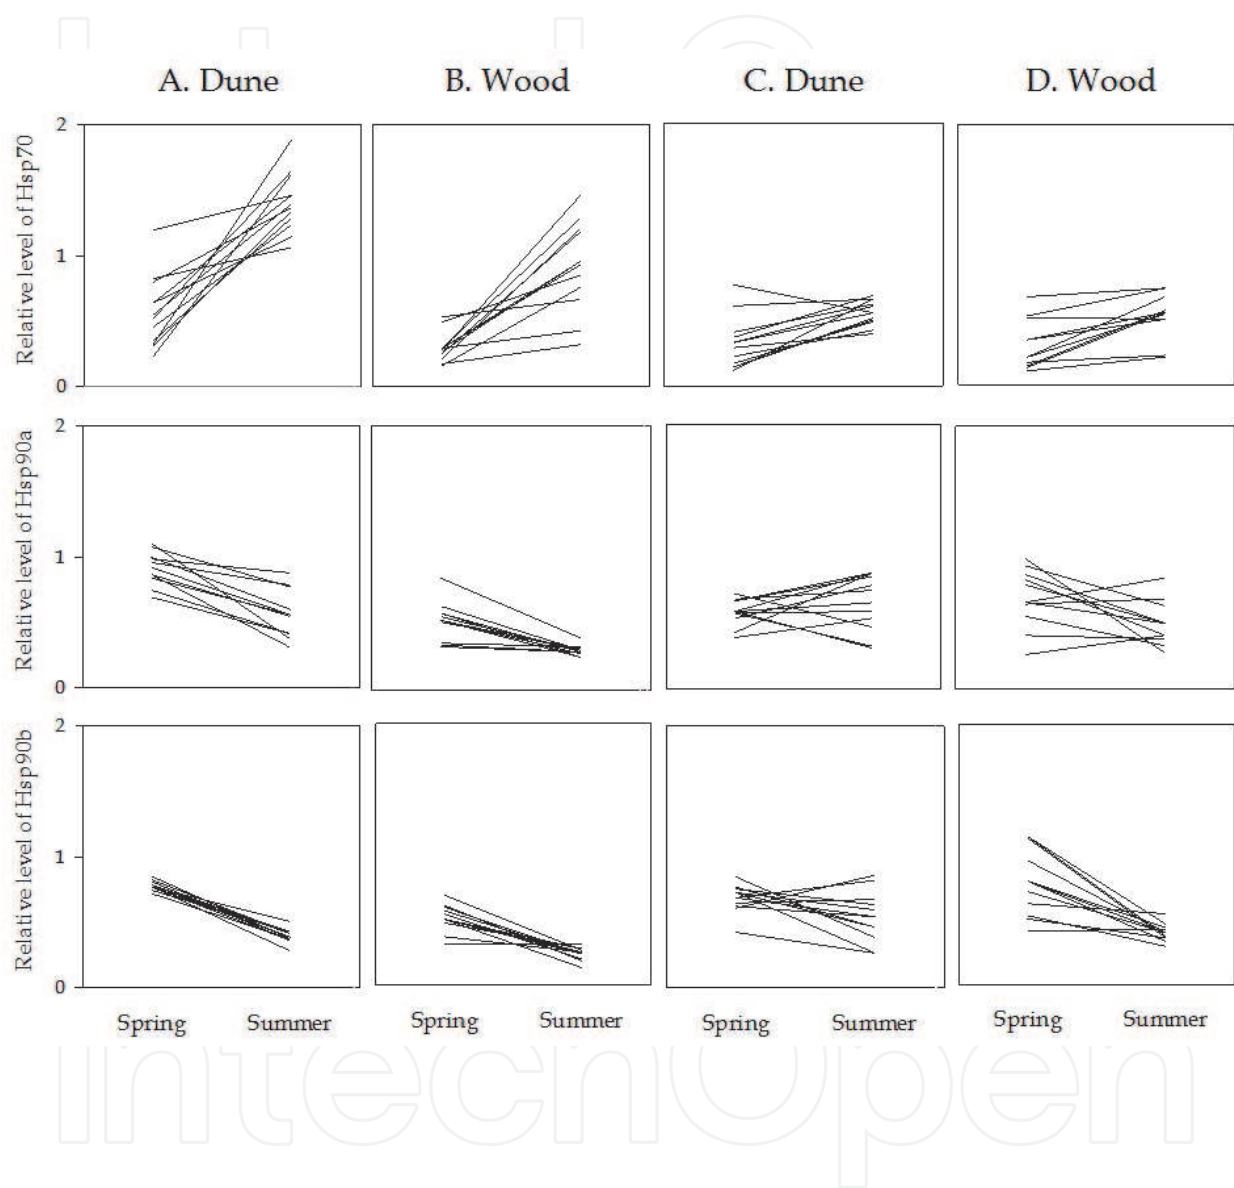 A. Dune B. Wood C. Dune D. Wood
Relative level of Hsp70
2
1
0
Relative level of Hsp90a
2
1
0
Relative level of Hsp90b
2
1
0
Spring Summer Spring Summer Spring Summer Spring Summer
IntechOpen